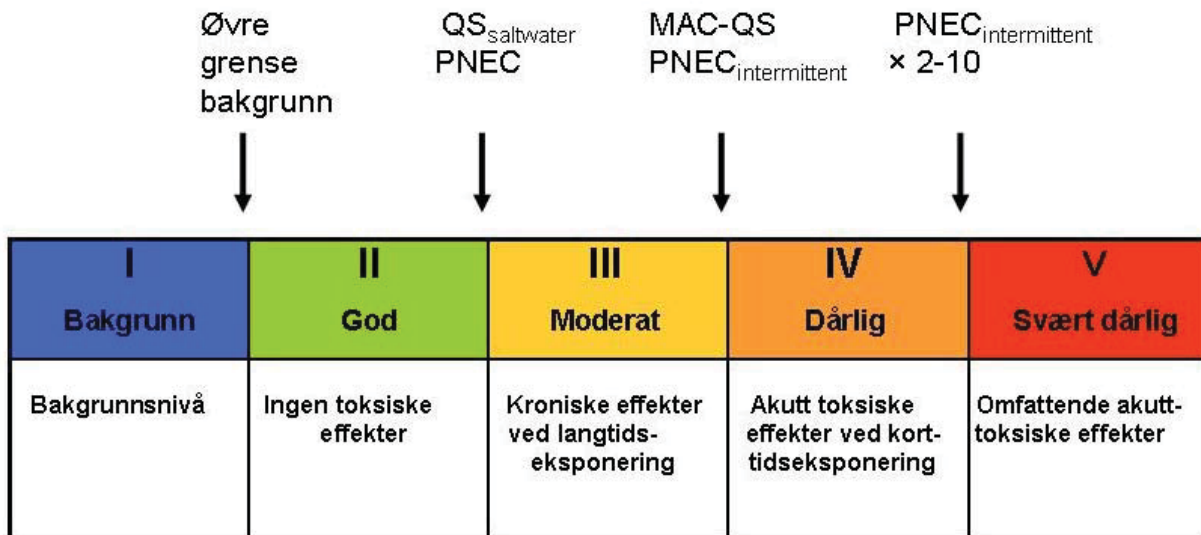 Øvre
grense
bakgrunn
QSsaltwater
PNEC
MAC-QS
PNECintermittent
PNECintermittent
× 2-10
I
Bakgrunn
II
God
III
Moderat
IV
Dårlig
V
Svært dårlig
Bakgrunnsnivå
Ingen toksiske
effekter
Kroniske effekter
ved langtids-
eksponering
Akutt toksiske
effekter ved kort-
tidseksponering
Omfattende akutt-
toksiske effekter